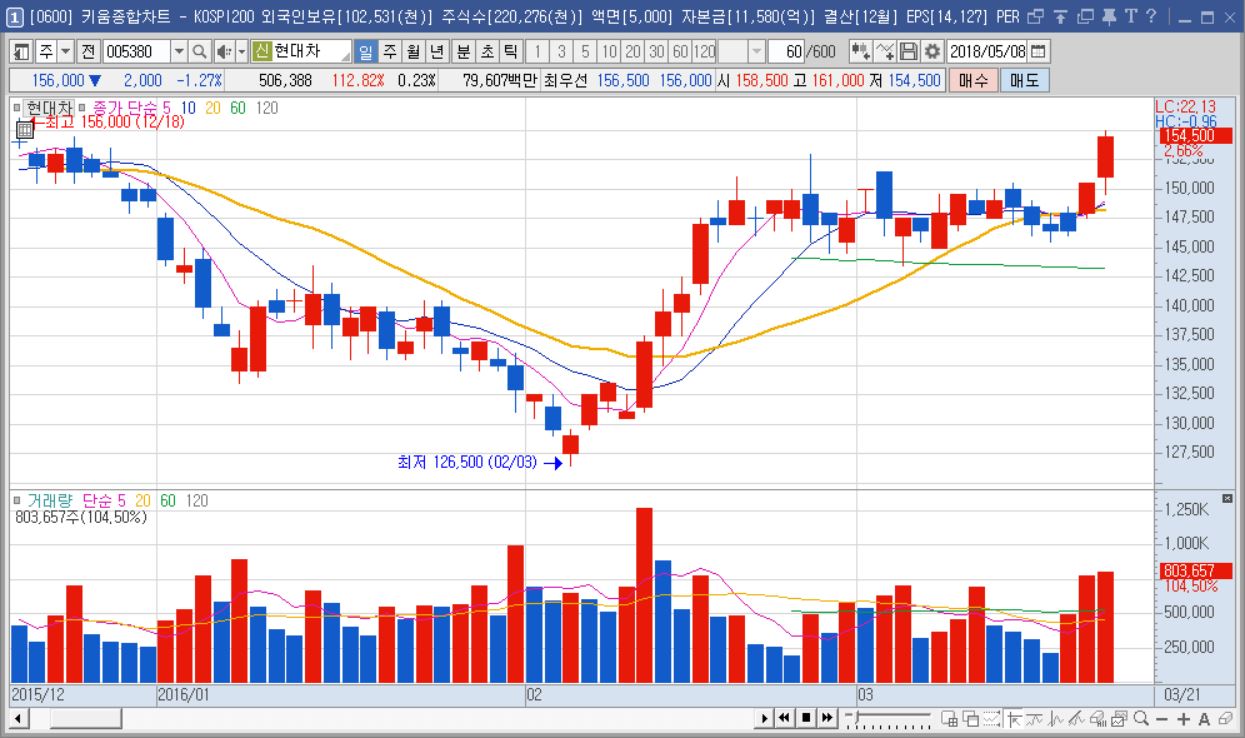 1 [0600] 키움종합차트 - KOSPI200 외국인보유[102,531(천)] 주식수[220,276(천)] 액면[5,000] 자본금[11,580(억)] 결산[12월] EPS[14,127] PER T ?
주 전 005380 신 현대차 일 주 월 년 분 초 틱 1 3 5 10 20 30 60 120 60 /600 2018/05/08
156,000 ▼ 2,000 -1.27% 506,388 112.82% 0.23% 79,607백만 최우선 156,500 156,000 시 158,500 고 161,000 저 154,500 매수 매도
현대차 종가 단순 5 10 20 60 120
최고 156,000 (12/18)
LC:22.13
HC:-0.96
154,500
2.66%
152,500
150,000
147,500
145,000
142,500
140,000
137,500
135,000
132,500
130,000
127,500
최저 126,500 (02/03)
거래량 단순 5 20 60 120
803,657주(104.50%)
1,250K
1,000K
803,657
104.50%
500,000
250,000
2015/12 2016/01 02 03 03/21
A